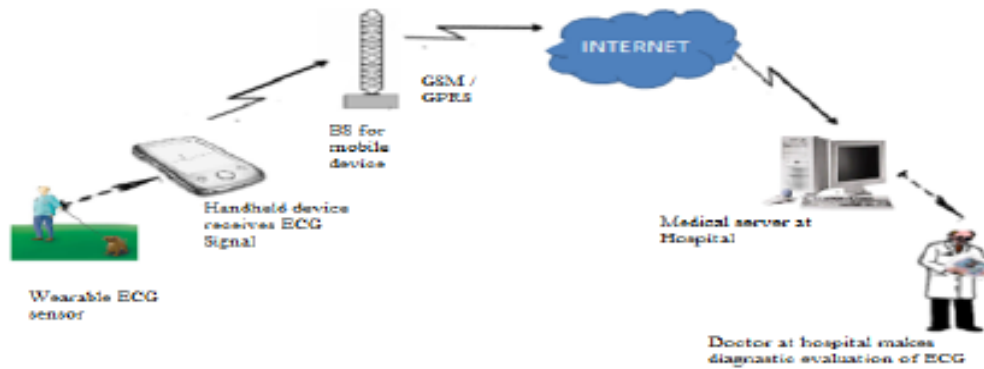 INTERNET
GSM /
GPRS
BS for
mobile
device
Handheld device
receives ECG
Signal
Medical server at
Hospital
Wearable ECG
sensor
Doctor at hospital makes
diagnostic evaluation of ECG